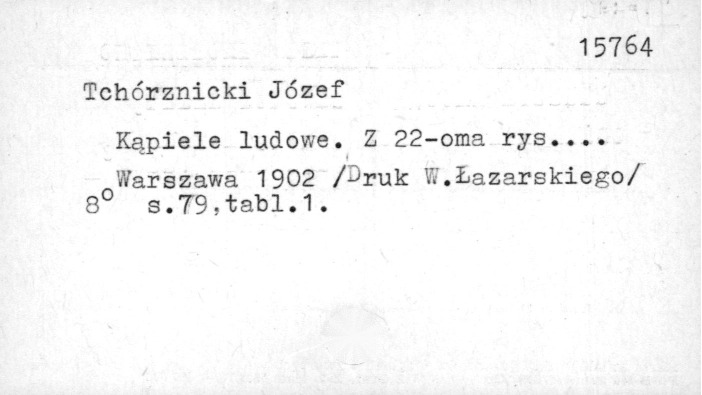 15764
Tchórznicki Józef
Kąpiele ludowe. Z 22-oma rys....
Warszawa 1902 /Druk W.Łazarskiego/
8° s.79,tabl.1.